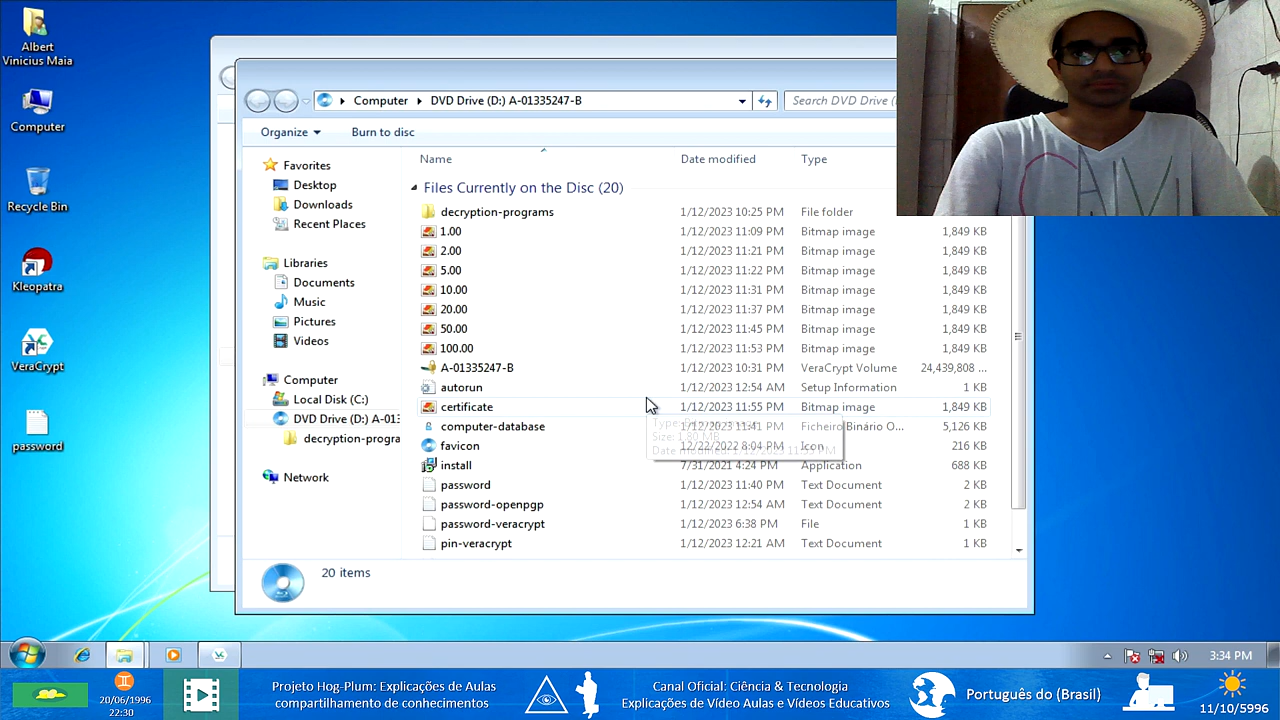 Albert
Vinicius Maia
Computer
Recycle Bin
Kleopatra
VeraCrypt
password
Computer
DVD Drive (D:) A-01335247-B
Search DVD Drive (
Organize
Burn to disc
Favorites
Desktop
Downloads
Recent Places
Libraries
Documents
Music
Pictures
Videos
Computer
Local Disk (C:)
DVD Drive (D:) A-013
decryption-progra
Network
Name Date modified Type
Files Currently on the Disc (20)
decryption-programs 1/12/2023 10:25 PM File folder
1.00 1/12/2023 11:09 PM Bitmap image 1,849 KB
2.00 1/12/2023 11:21 PM Bitmap image 1,849 KB
5.00 1/12/2023 11:22 PM Bitmap image 1,849 KB
10.00 1/12/2023 11:31 PM Bitmap image 1,849 KB
20.00 1/12/2023 11:37 PM Bitmap image 1,849 KB
50.00 1/12/2023 11:45 PM Bitmap image 1,849 KB
100.00 1/12/2023 11:53 PM Bitmap image 1,849 KB
A-01335247-B 1/12/2023 10:31 PM VeraCrypt Volume 24,439,808 ...
autorun 1/12/2023 12:54 AM Setup Information 1 KB
certificate 1/12/2023 11:55 PM Bitmap image 1,849 KB
computer-database 1/12/2023 11:41 PM Ficheiro Binário O... 5,126 KB
favicon 12/22/2022 8:04 PM Icon 216 KB
install 7/31/2021 4:24 PM Application 688 KB
password 1/12/2023 11:40 PM Text Document 2 KB
password-openpgp 1/12/2023 12:54 AM Text Document 2 KB
password-veracrypt 1/12/2023 6:38 PM File 1 KB
pin-veracrypt 1/12/2023 12:21 AM Text Document 1 KB
Size: 1.80 MB
20 items
3:34 PM
20/06/1996
22:30
Projeto Hog-Plum: Explicações de Aulas
compartilhamento de conhecimentos
Canal Oficial: Ciência & Tecnologia
Explicações de Vídeo Aulas e Vídeos Educativos
Português do (Brasil)
11/10/5996